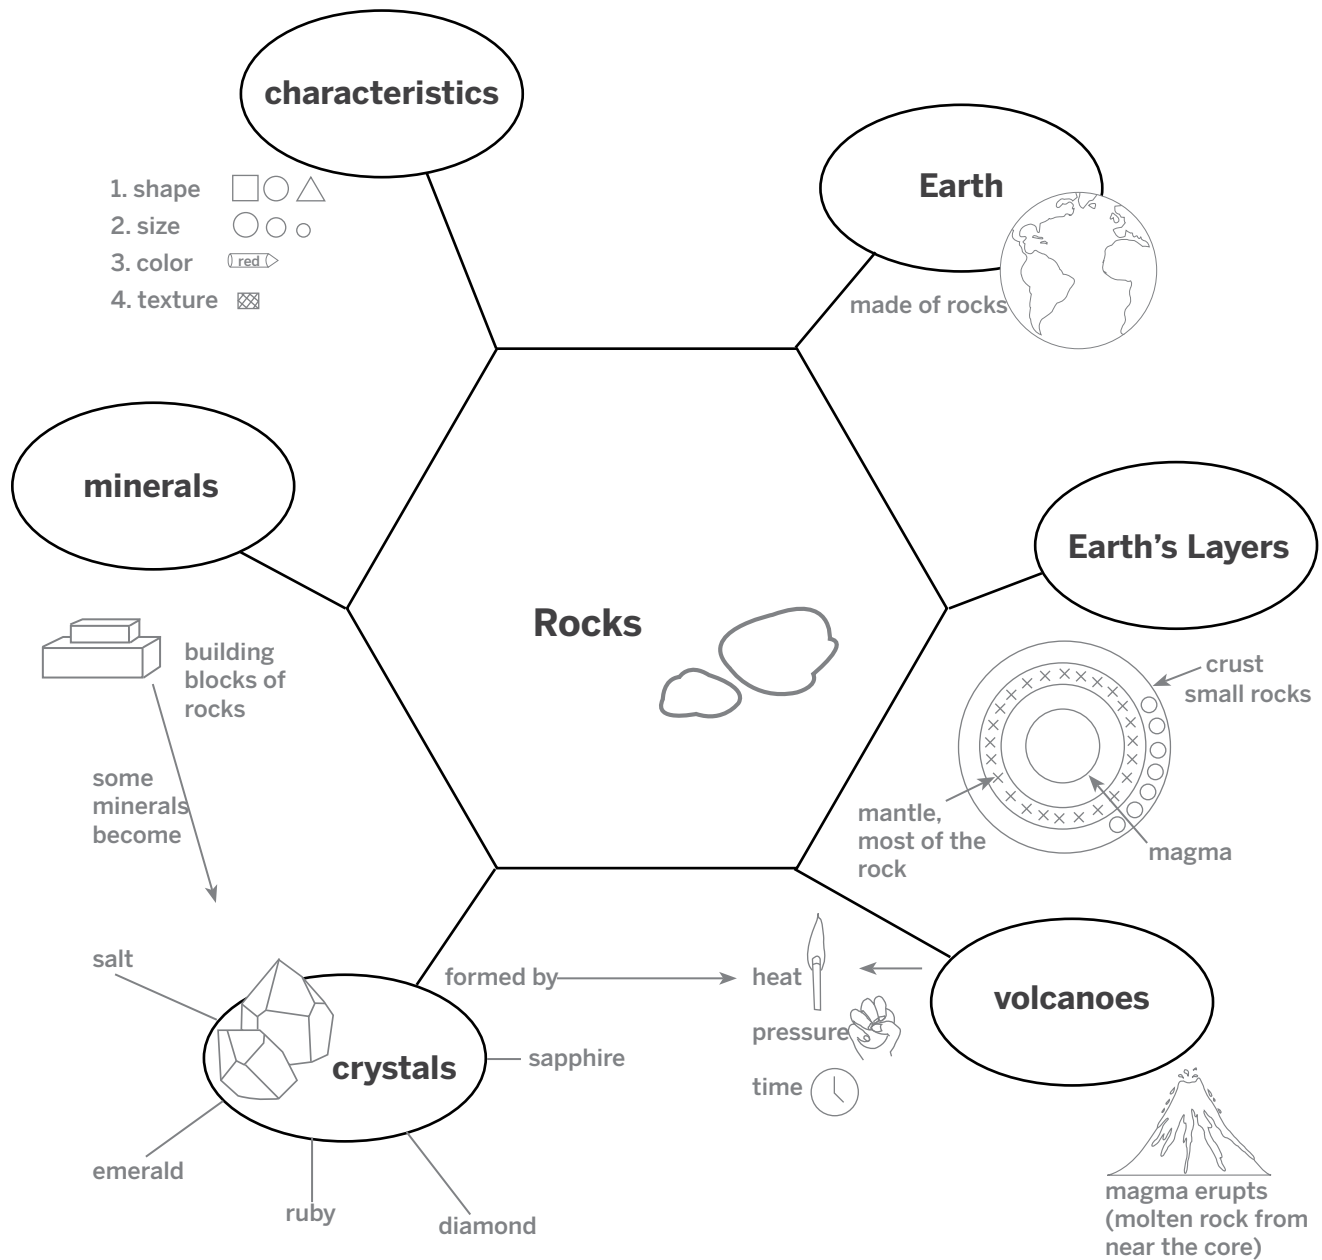 characteristics
1. shape
2. size
3. color
red
4. texture
Earth
made of rocks
minerals
building
blocks of
rocks
some
minerals
become
Rocks
Earth’s Layers
crust
small rocks
mantle,
most of the
rock
magma
salt
crystals
formed by
heat
pressure
time
sapphire
emerald
ruby
diamond
volcanoes
magma erupts
(molten rock from
near the core)